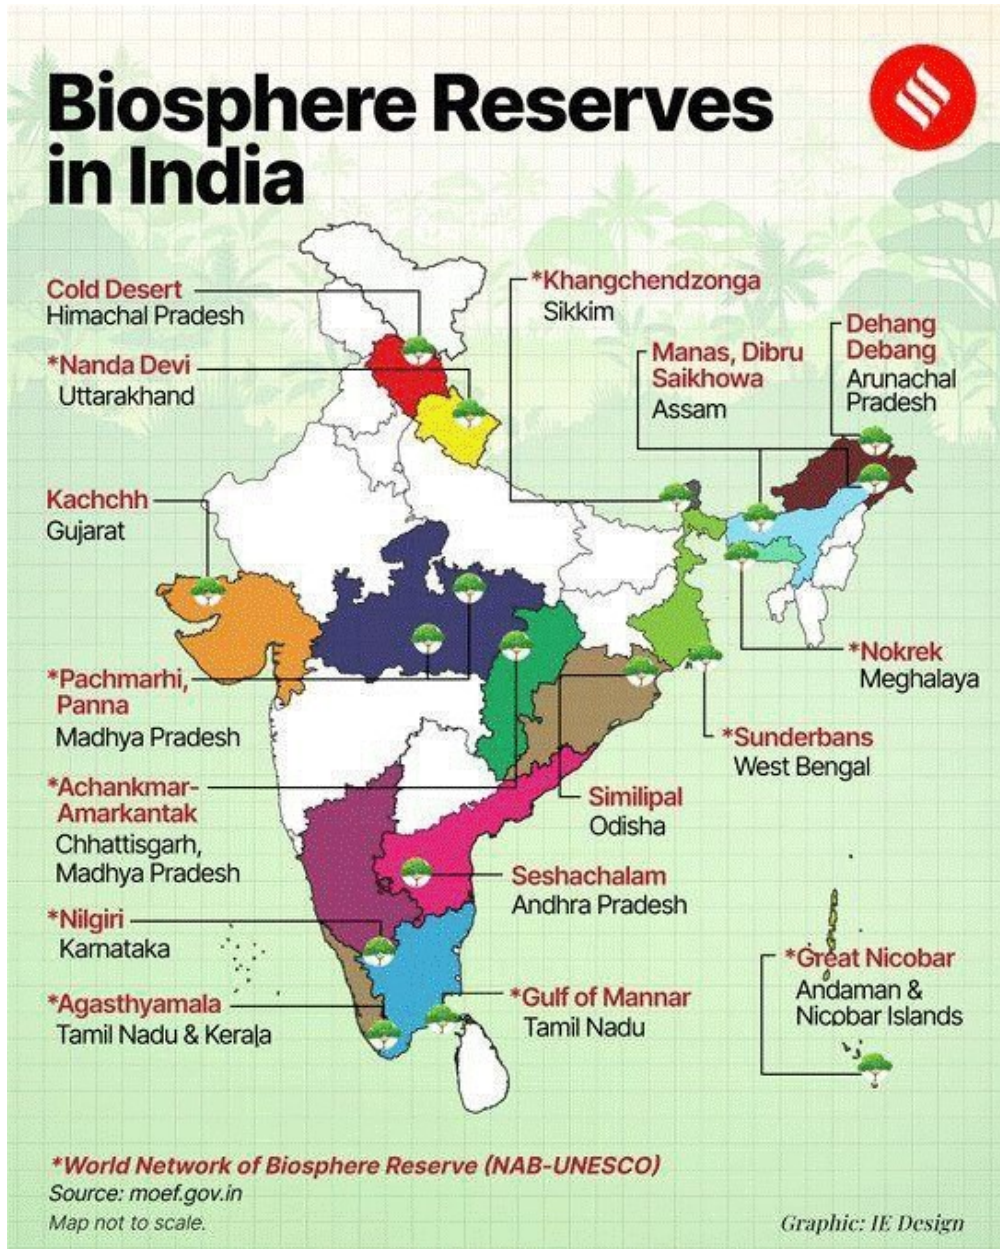 Biosphere Reserves
in India
Cold Desert
Himachal Pradesh
*Nanda Devi
Uttarakhand
Kachchh
Gujarat
*Pachmarhi,
Panna
Madhya Pradesh
*Achankmar-
Amarkantak
Chhattisgarh,
Madhya Pradesh
*Nilgiri
Karnataka
*Agasthyamala
Tamil Nadu & Kerala
*Khangchendzonga
Sikkim
Manas, Dibru
Saikhowa
Assam
Dehang
Debang
Arunachal
Pradesh
*Nokrek
Meghalaya
*Sunderbans
West Bengal
Similipal
Odisha
Seshachalam
Andhra Pradesh
*Gulf of Mannar
Tamil Nadu
*Great Nicobar
Andaman &
Nicobar Islands
*World Network of Biosphere Reserve (NAB-UNESCO)
Source: moef.gov.in
Map not to scale.
Graphic: IE Design